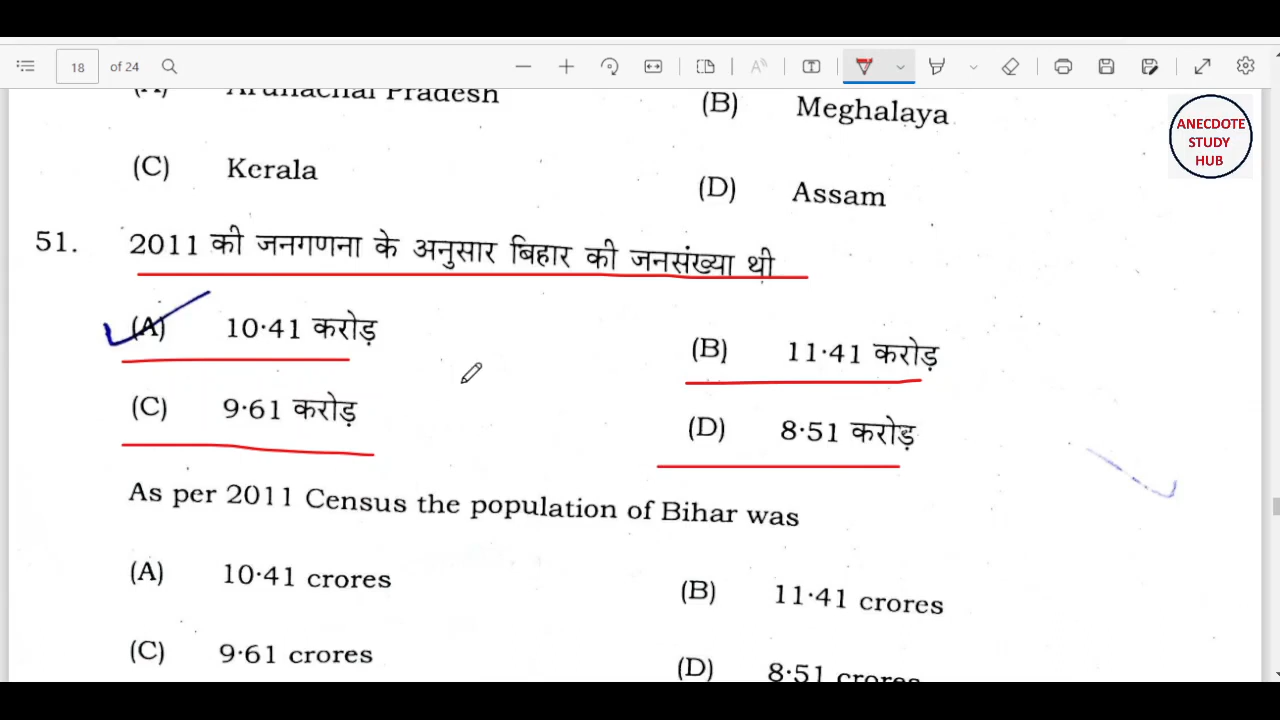 18 of 24
(A) Arunachal Pradesh
(B) Meghalaya
ANECDOTE
STUDY
HUB
(C) Kerala
(D) Assam
51. 2011 की जनगणना के अनुसार बिहार की जनसंख्या थी
(A) 10·41 करोड़
(B) 11·41 करोड़
(C) 9·61 करोड़
(D) 8·51 करोड़
As per 2011 Census the population of Bihar was
(A) 10·41 crores
(B) 11·41 crores
(C) 9·61 crores
(D) 8·51 crores